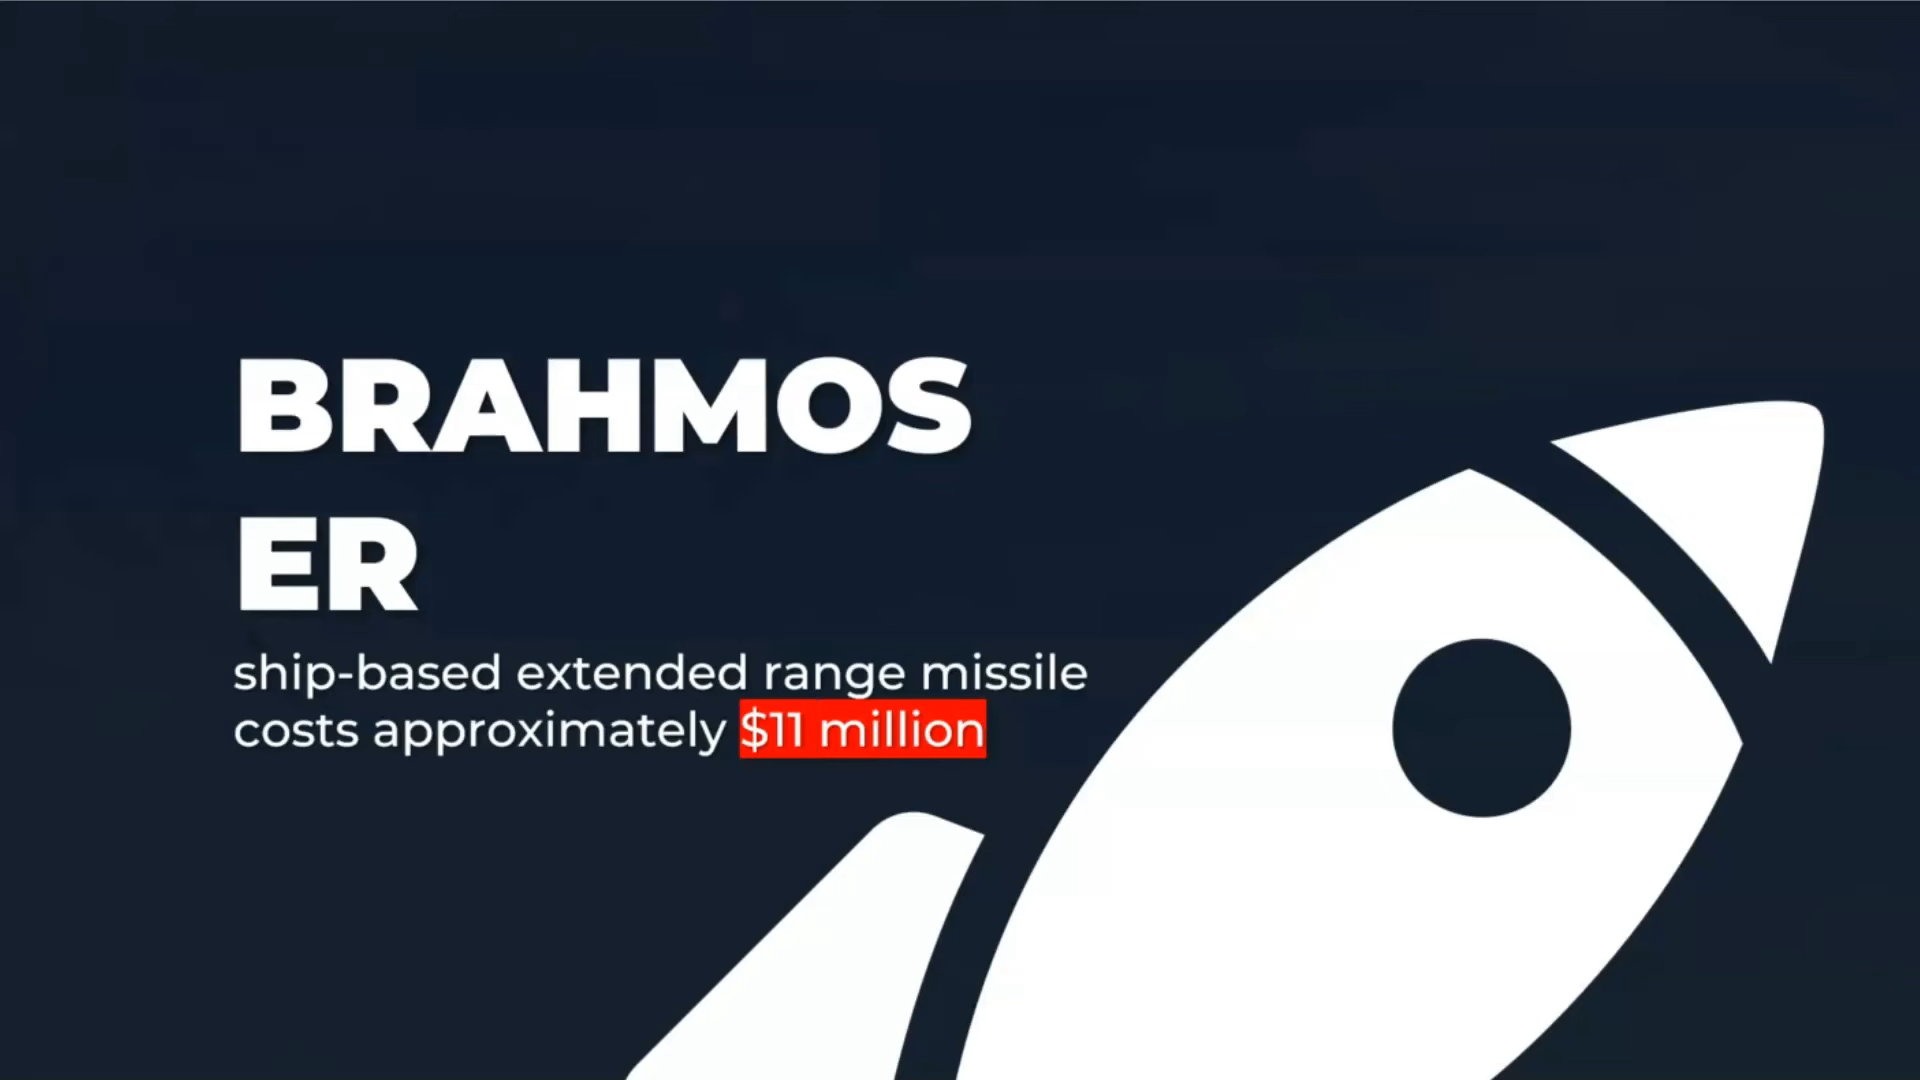 BRAHMOS
ER
ship-based extended range missile
costs approximately $11 million